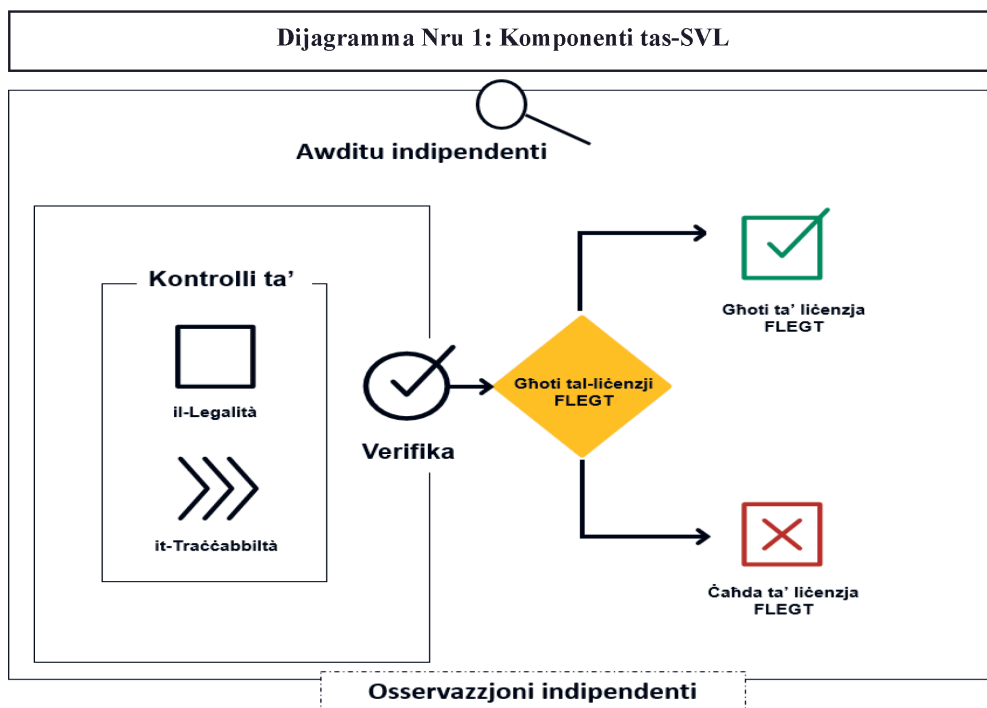 Dijagramma Nru 1: Komponenti tas-SVL
Awditu indipendenti
Kontrolli ta'
il-Legalità
it-Traċċabbiltà
Verifika
Għoti tal-liċenzji
FLEGT
Għoti ta' liċenzja
FLEGT
Ċaħda ta' liċenzja
FLEGT
Osservazzjoni indipendenti